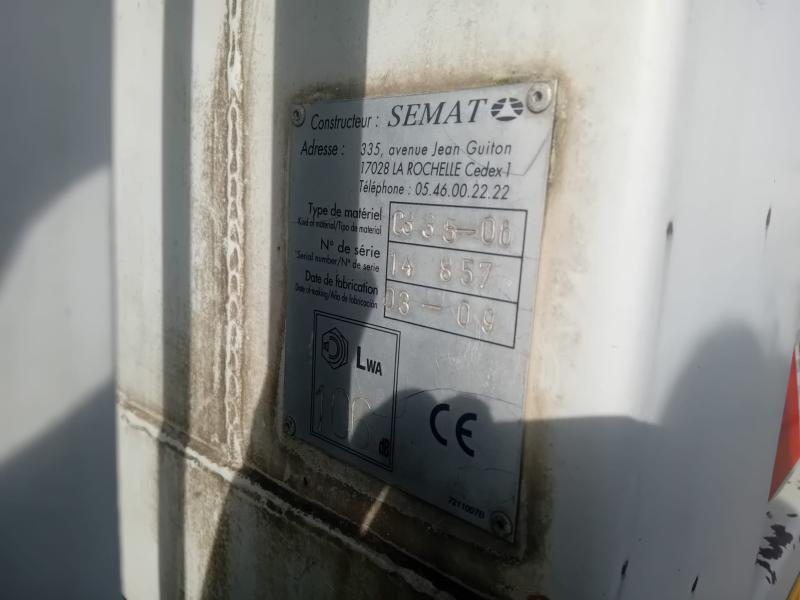 Constructeur : SEMAT
Adresse : 335, avenue Jean Guiton
17028 LA ROCHELLE Cedex 1
Téléphone : 05.46.00.22.22
Type de matériel
Kind of material/Tipo de material
N° de série 14 857
Serial number/N° de serie
Date de fabrication 03-09
Date of making/Año de fabricación
LWA
dB
CE
7211007B